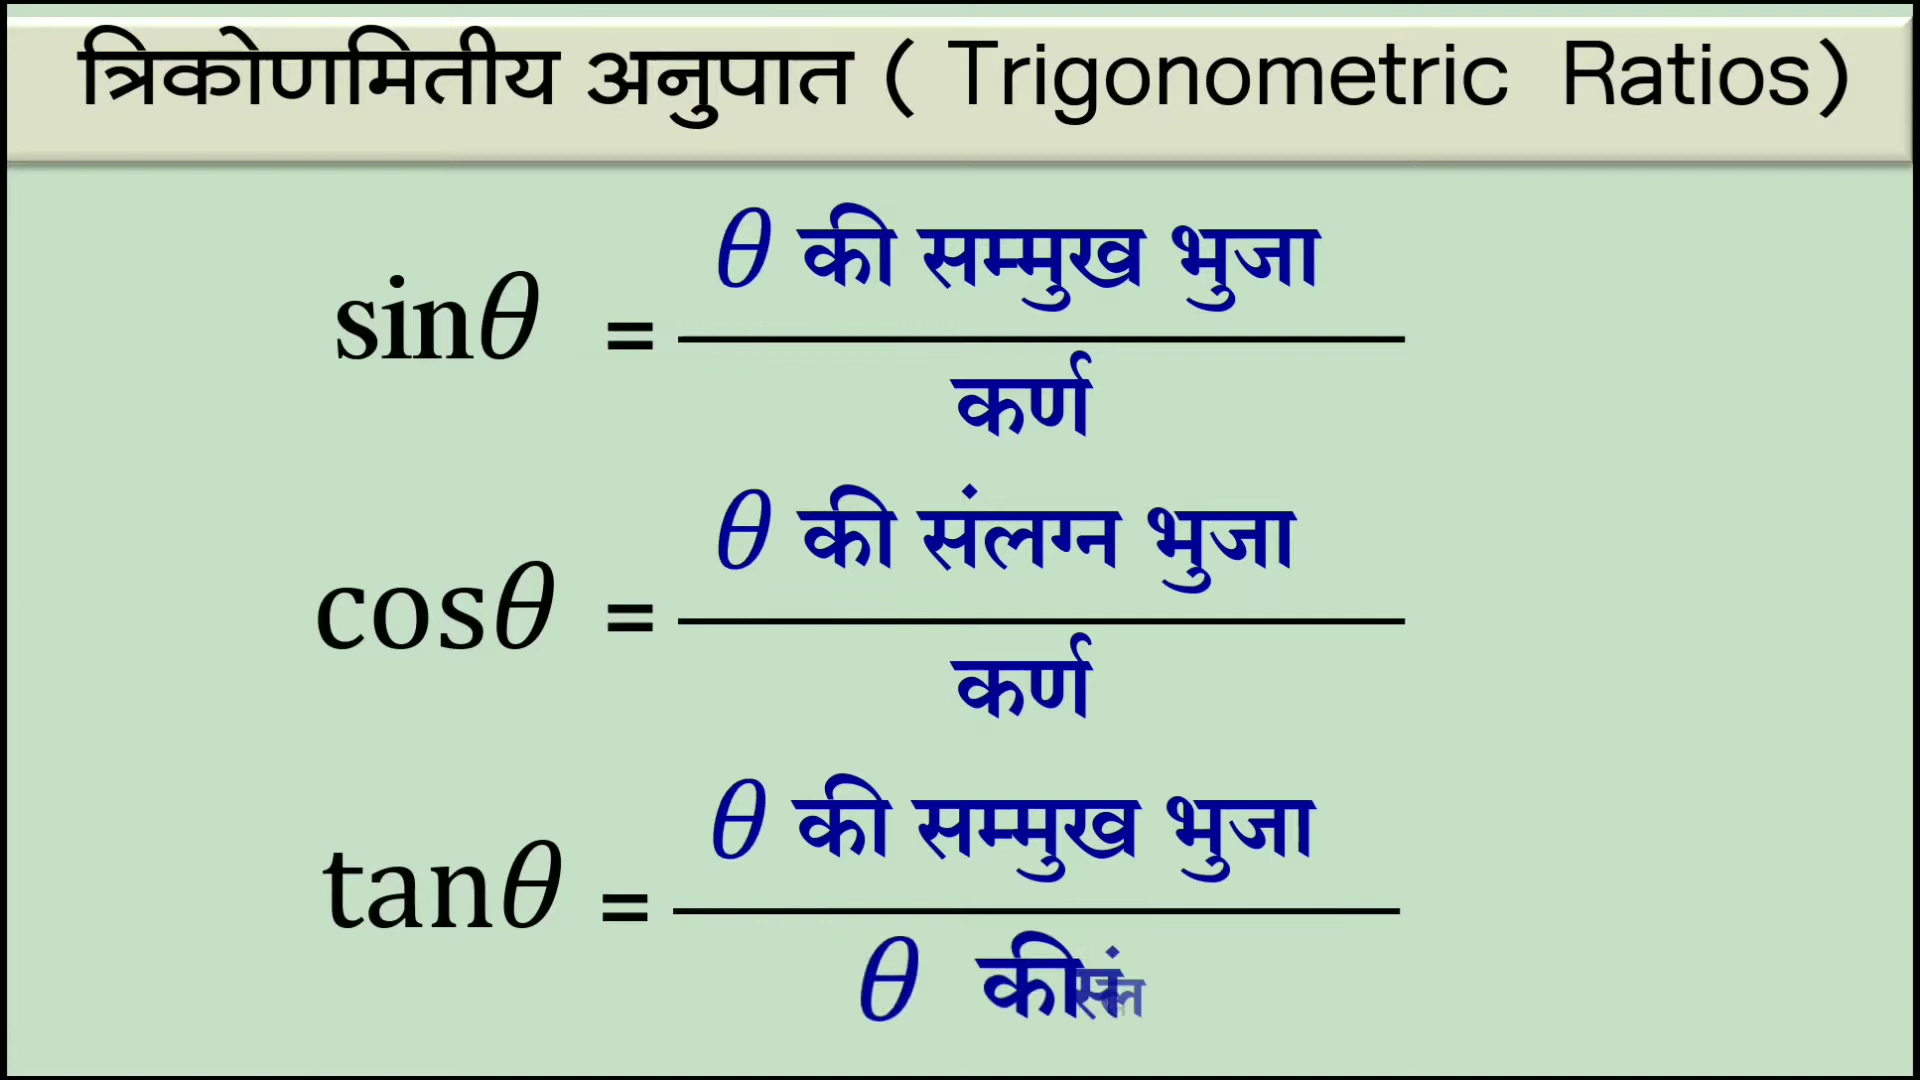 त्रिकोणमितीय अनुपात ( Trigonometric Ratios)
θ की सम्मुख भुजा
sinθ =
कर्ण
θ की संलग्न भुजा
cosθ =
कर्ण
θ की सम्मुख भुजा
tanθ =
θ की